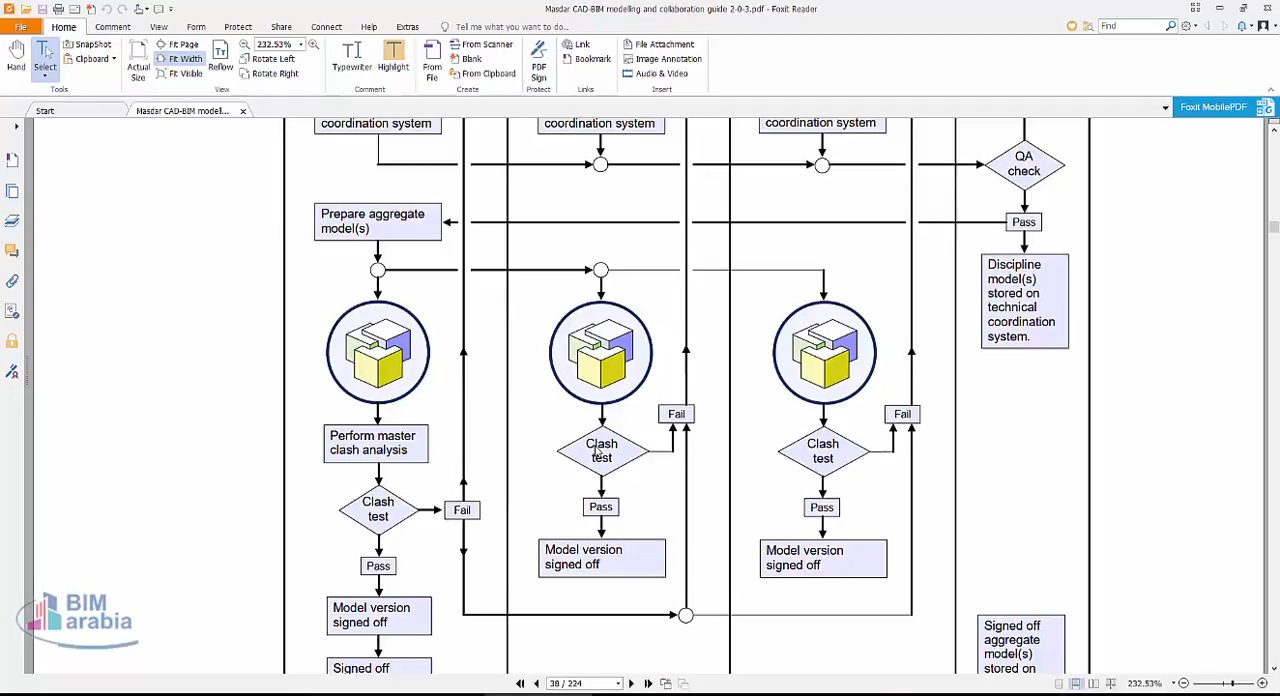 Masdar CAD-BIM modeling and collaboration guide 2-0-3.pdf - Foxit Reader
File Home Comment View Form Protect Share Connect Help Extras Tell me what you want to do... Find
Hand
Select
SnapShot
Clipboard
Tools
Actual Size
Fit Page
Fit Width
Fit Visible
Reflow
232.53%
Rotate Left
Rotate Right
View
Typewriter
Highlight
Comment
From File
From Scanner
Blank
From Clipboard
Create
PDF Sign
Protect
Link
Bookmark
Links
File Attachment
Image Annotation
Audio & Video
Insert
Start
Masdar CAD-BIM modell...
Foxit MobilePDF
coordination system
coordination system
coordination system
QA
check
Prepare aggregate
model(s)
Pass
Discipline
model(s)
stored on
technical
coordination
system.
Perform master
clash analysis
Clash
test
Fail
Pass
Model version
signed off
Signed off
Clash
test
Fail
Pass
Model version
signed off
Clash
test
Fail
Pass
Model version
signed off
Signed off
aggregate
model(s)
stored on
BIM
arabia
38 / 224
232.53%